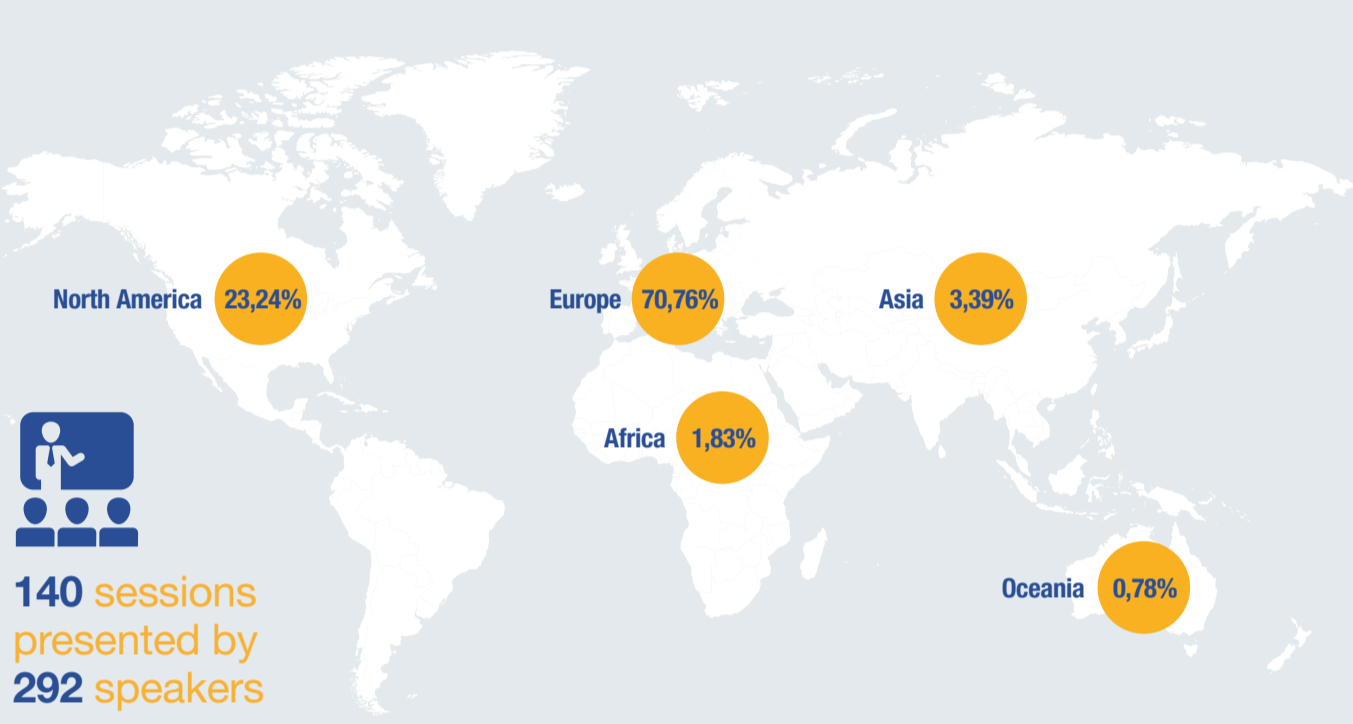 North America 23,24%
Europe 70,76%
Asia 3,39%
Africa 1,83%
Oceania 0,78%
140 sessions
presented by
292 speakers